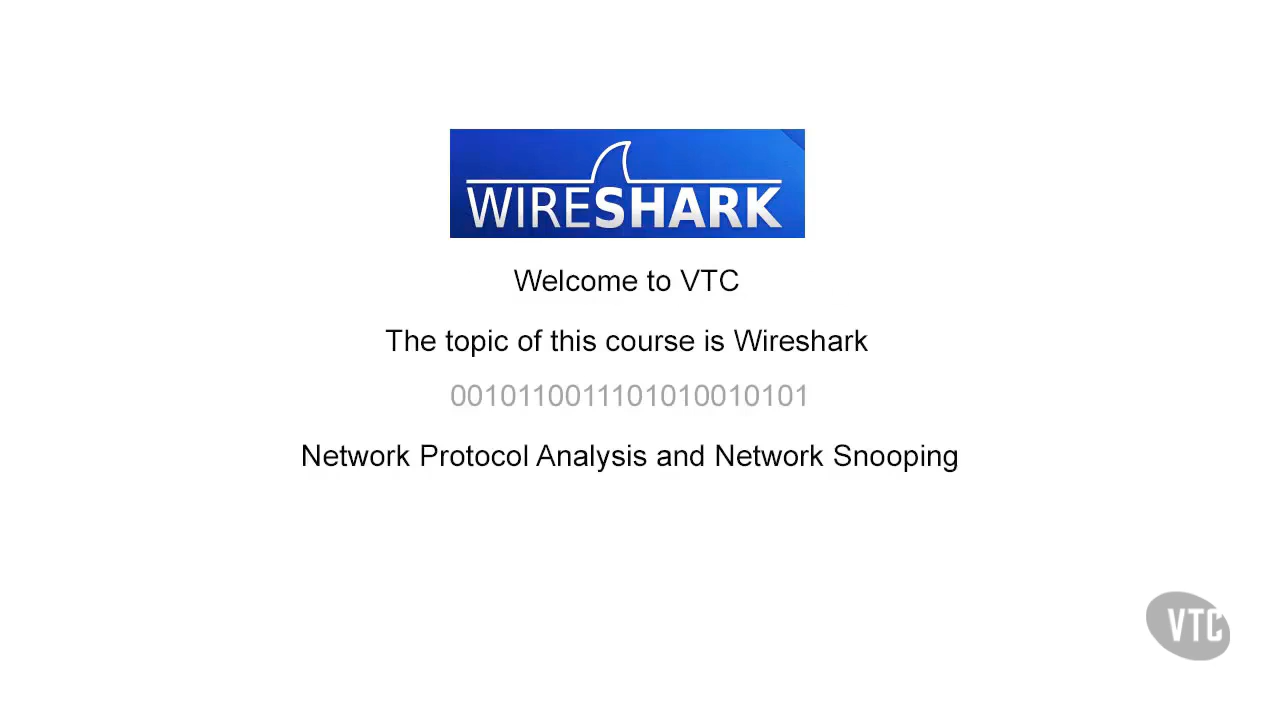 WIRESHARK
Welcome to VTC
The topic of this course is Wireshark
0010110011101010010101
Network Protocol Analysis and Network Snooping
VTC